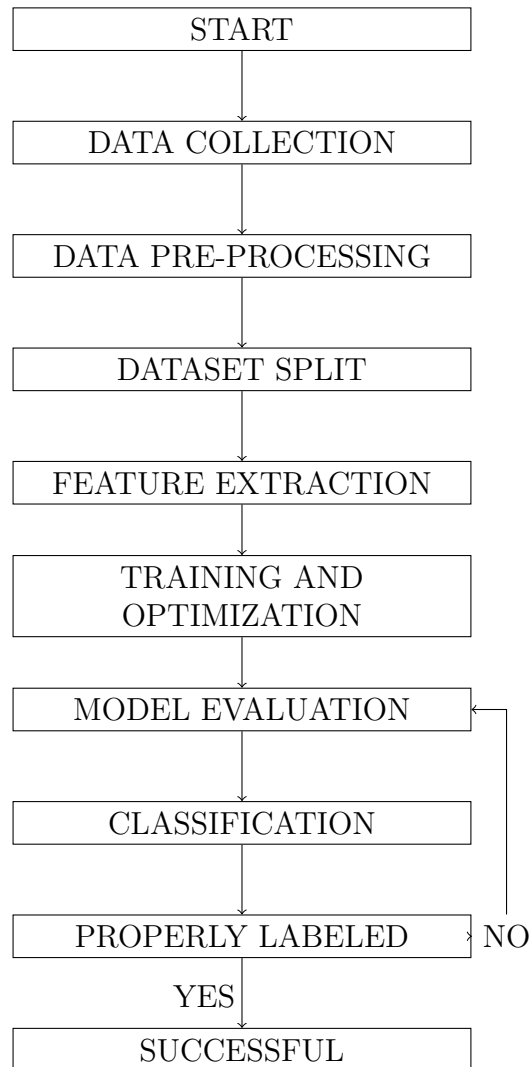 START
DATA COLLECTION
DATA PRE-PROCESSING
DATASET SPLIT
FEATURE EXTRACTION
TRAINING AND
OPTIMIZATION
MODEL EVALUATION
CLASSIFICATION
PROPERLY LABELED
NO
YES
SUCCESSFUL